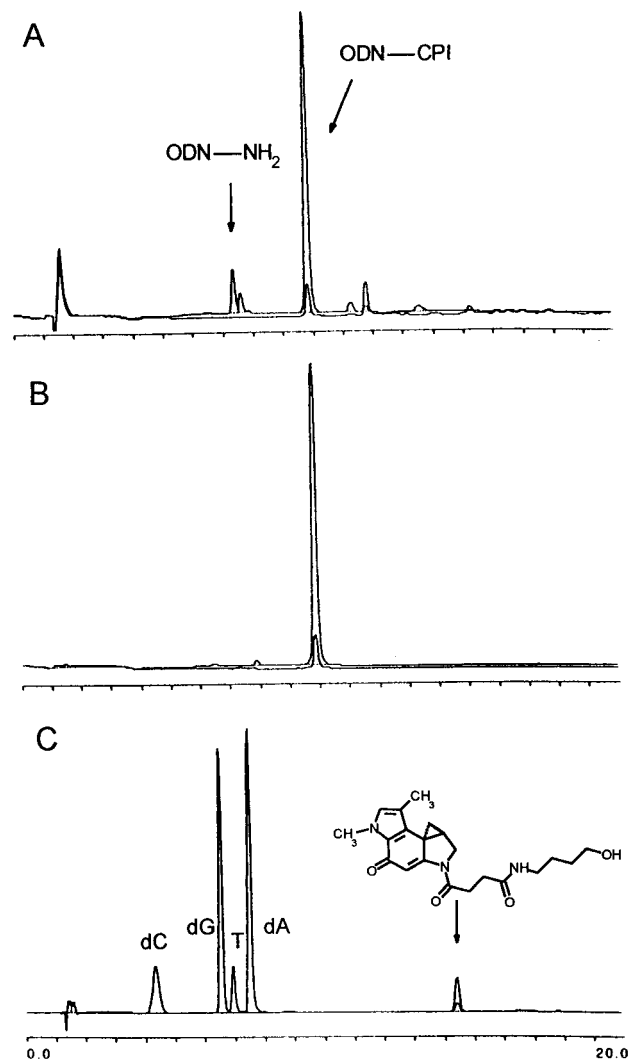 A
ODN—CPI
ODN—NH2
B
C
CH3
CH3
N
O
N
O
O
NH
OH
dC
dG
T
dA
0.0
20.0